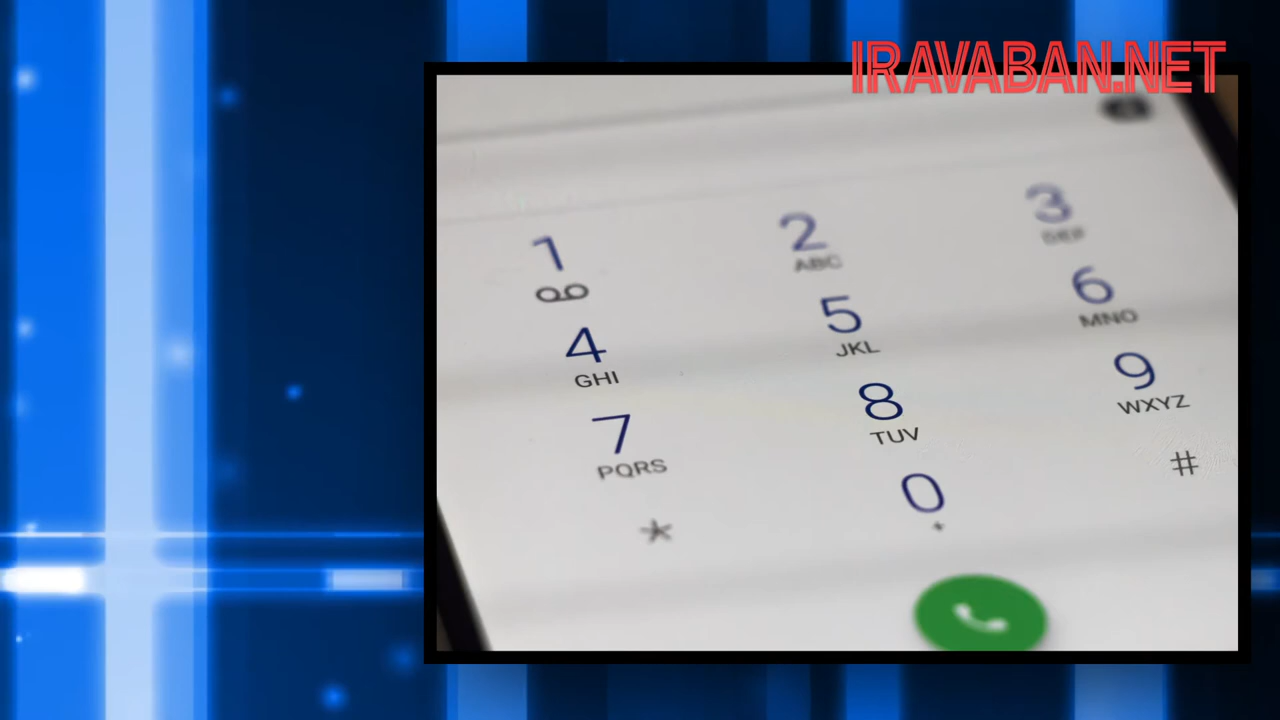 IRAVABAN.NET
1 2 3
ABC DEF
4 5 6
GHI JKL MNO
7 8 9
PQRS TUV WXYZ
* 0 #
+